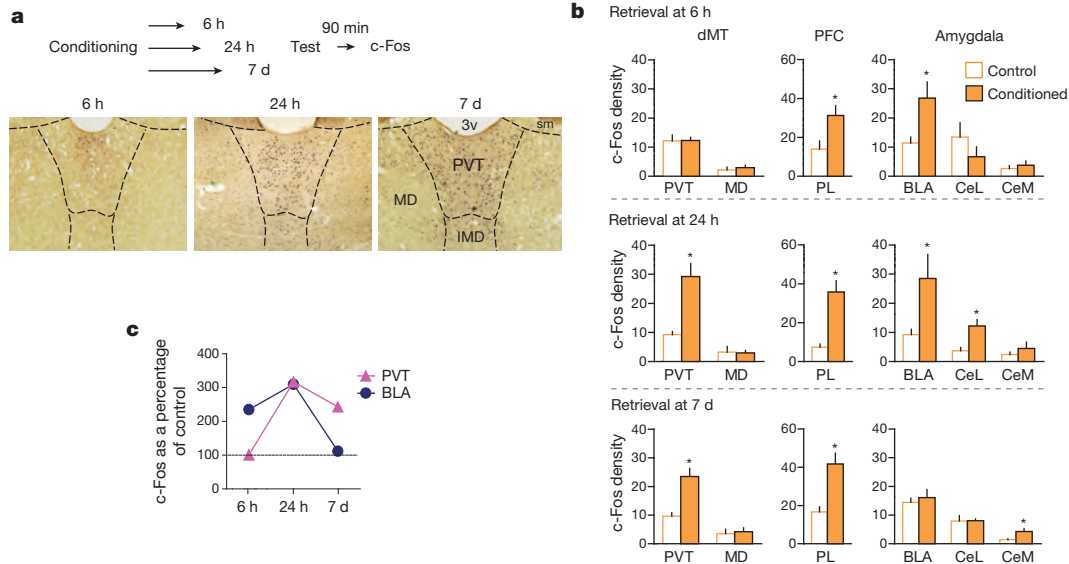 a
Conditioning
6 h
24 h
7 d
Test
90 min
c-Fos
6 h
24 h
7 d
3v
sm
PVT
MD
IMD
b
Retrieval at 6 h
dMT
PFC
Amygdala
Control
Conditioned
c-Fos density
40
30
20
10
0
PVT MD
60
40
20
0
PL
40
30
20
10
0
*
*
BLA CeL CeM
Retrieval at 24 h
c-Fos density
40
30
20
10
0
*
PVT MD
60
40
20
0
*
PL
40
30
20
10
0
*
*
BLA CeL CeM
Retrieval at 7 d
c-Fos density
40
30
20
10
0
*
PVT MD
60
40
20
0
*
PL
40
30
20
10
0
*
BLA CeL CeM
c
c-Fos as a percentage
of control
400
300
200
100
0
6 h 24 h 7 d
PVT
BLA